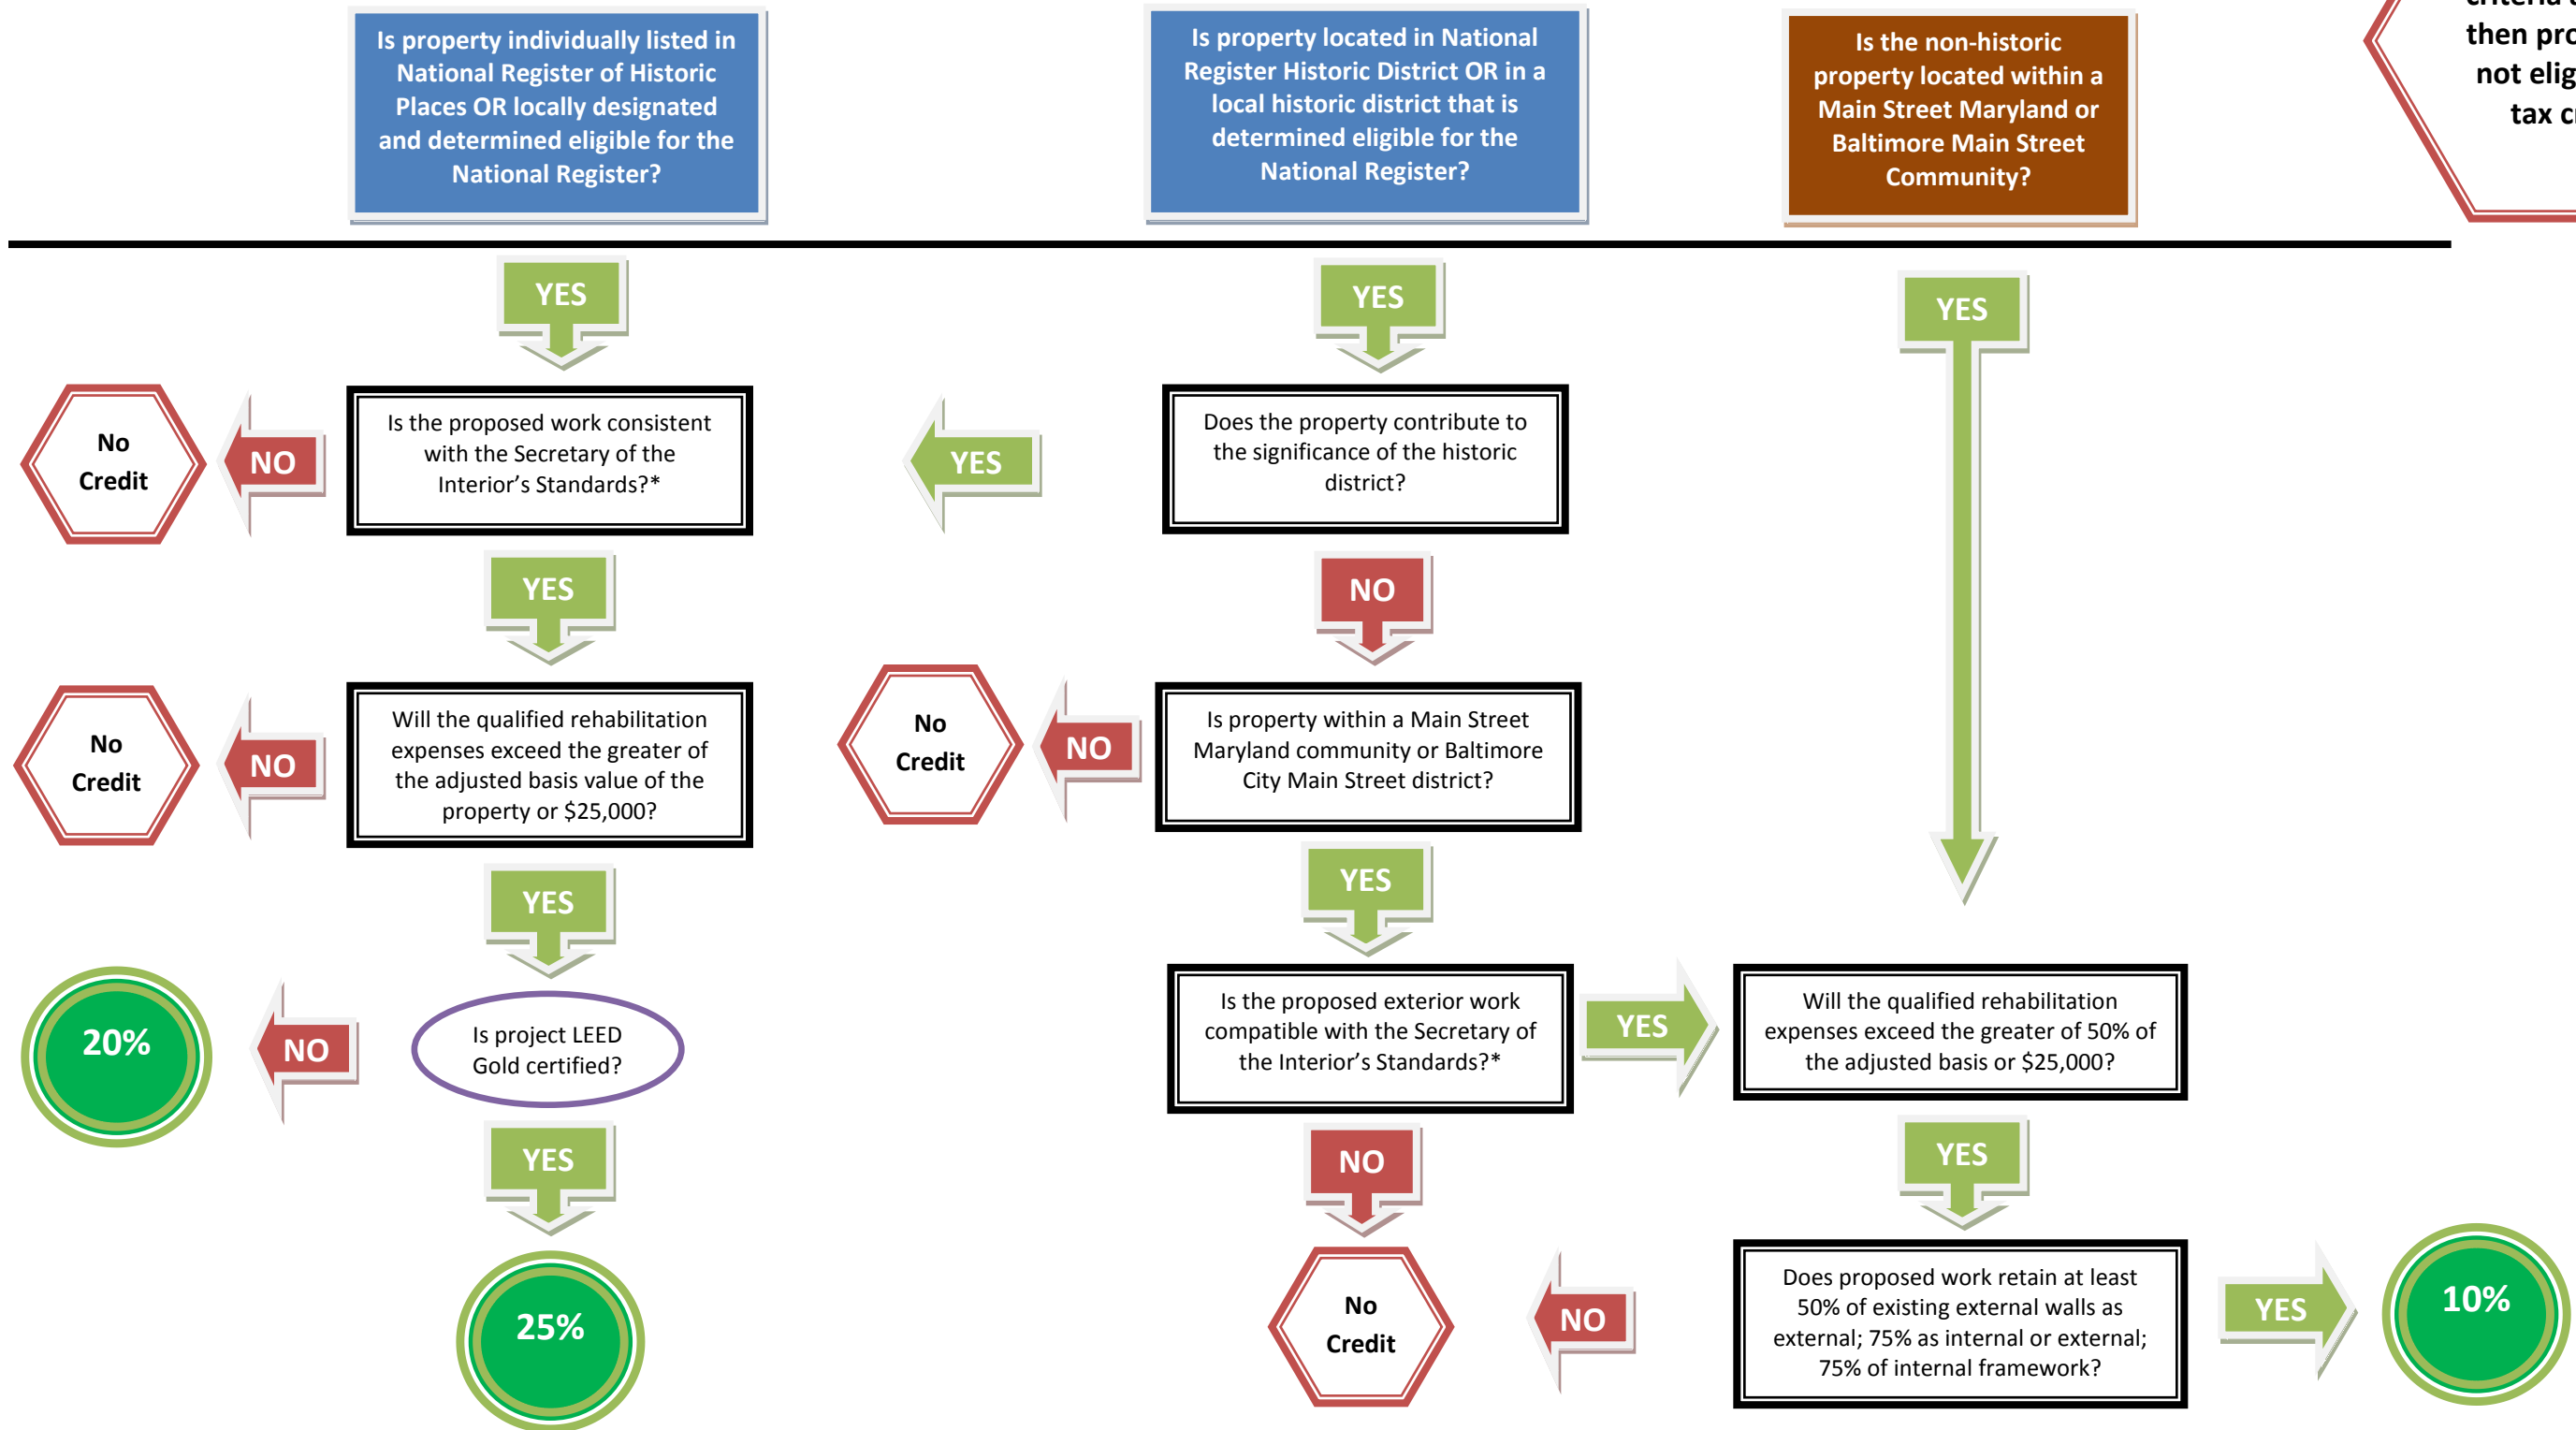 Is property individually listed in
National Register of Historic
Places OR locally designated
and determined eligible for the
National Register?
Is property located in National
Register Historic District OR in a
local historic district that is
determined eligible for the
National Register?
Is the non-historic
property located within a
Main Street Maryland or
Baltimore Main Street
Community?
then
not
tax
YES
YES
YES
No
Credit
NO
Is the proposed work consistent
with the Secretary of the
Interior’s Standards?*
YES
Does the property contribute to
the significance of the historic
district?
YES
NO
No
Credit
NO
Will the qualified rehabilitation
expenses exceed the greater of
the adjusted basis value of the
property or $25,000?
No
Credit
NO
Is property within a Main Street
Maryland community or Baltimore
City Main Street district?
YES
YES
20%
NO
Is project LEED
Gold certified?
Is the proposed exterior work
compatible with the Secretary of
the Interior’s Standards?*
YES
Will the qualified rehabilitation
expenses exceed the greater of 50% of
the adjusted basis or $25,000?
YES
NO
YES
25%
No
Credit
NO
Does proposed work retain at least
50% of existing external walls as
external; 75% as internal or external;
75% of internal framework?
YES
10%